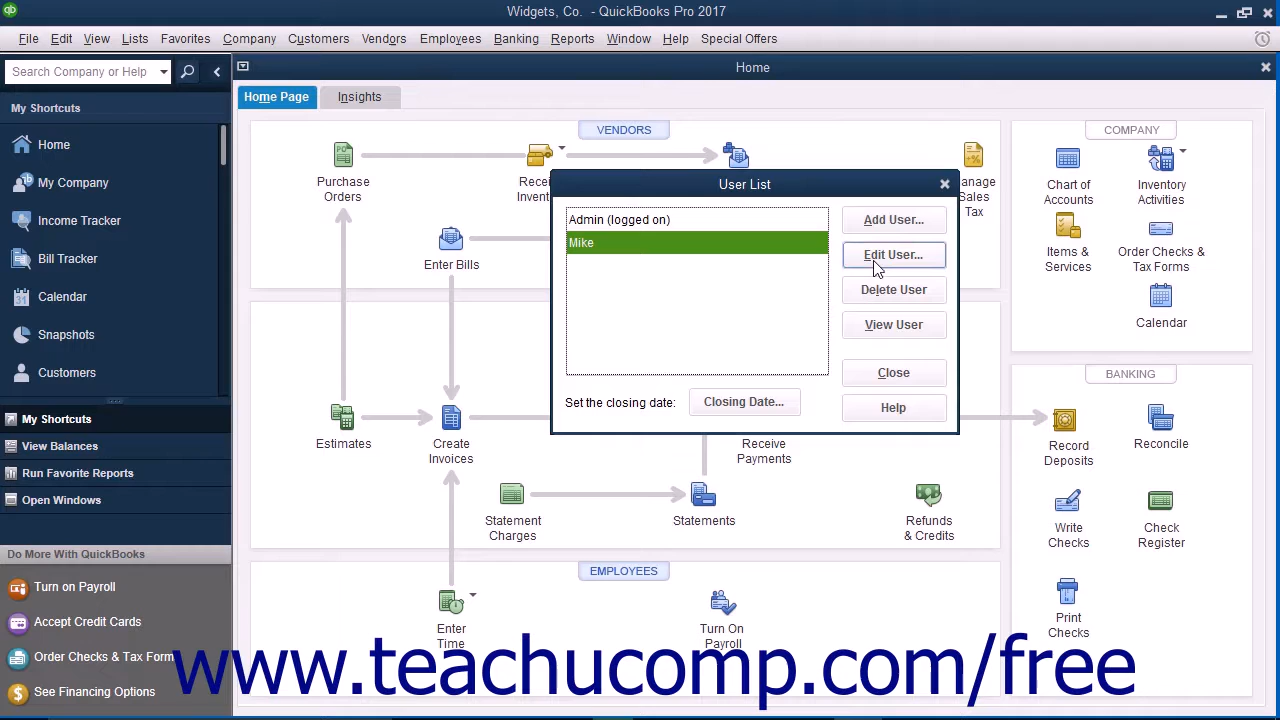 Widgets, Co. - QuickBooks Pro 2017
File Edit View Lists Favorites Company Customers Vendors Employees Banking Reports Window Help Special Offers
Search Company or Help
Home
My Shortcuts
Home
My Company
Income Tracker
Bill Tracker
Calendar
Snapshots
Customers
My Shortcuts
View Balances
Run Favorite Reports
Open Windows
Do More With QuickBooks
Turn on Payroll
Accept Credit Cards
Order Checks & Tax Form
See Financing Options
Home Page Insights
VENDORS
Purchase
Orders
Recei
Invent
anage
Sales
Tax
Enter Bills
Estimates
Create
Invoices
Receive
Payments
Statement
Charges
Statements
Refunds
& Credits
EMPLOYEES
Enter
Time
Turn On
Payroll
User List
Admin (logged on)
Mike
Add User...
Edit User...
Delete User
View User
Close
Help
Set the closing date: Closing Date...
COMPANY
Chart of
Accounts
Inventory
Activities
Items &
Services
Order Checks &
Tax Forms
31
Calendar
BANKING
Record
Deposits
Reconcile
Write
Checks
Check
Register
Print
Checks
www.teachucomp.com/free